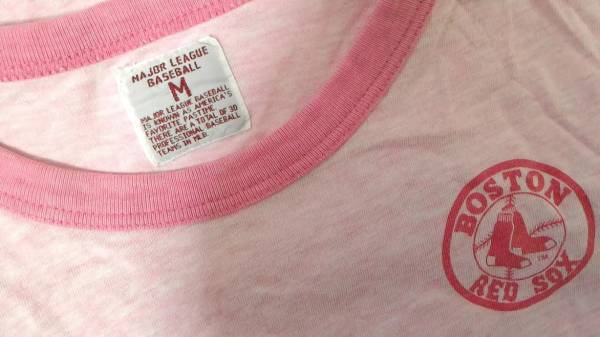 MAJOR LEAGUE
BASEBALL
M
MAJOR LEAGUE BASEBALL
IS KNOWN AS AMERICA'S
FAVORITE PASTIME.
THERE ARE A TOTAL OF 30
PROFESSIONAL BASEBALL
TEAMS IN MLB.
BOSTON
RED SOX
TM